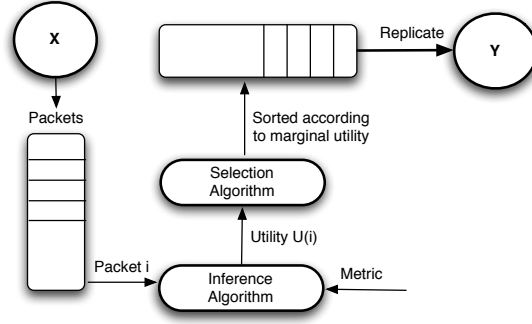 X
Replicate
Y
Packets
Sorted according
to marginal utility
Selection
Algorithm
Utility U(i)
Packet i
Inference
Algorithm
Metric